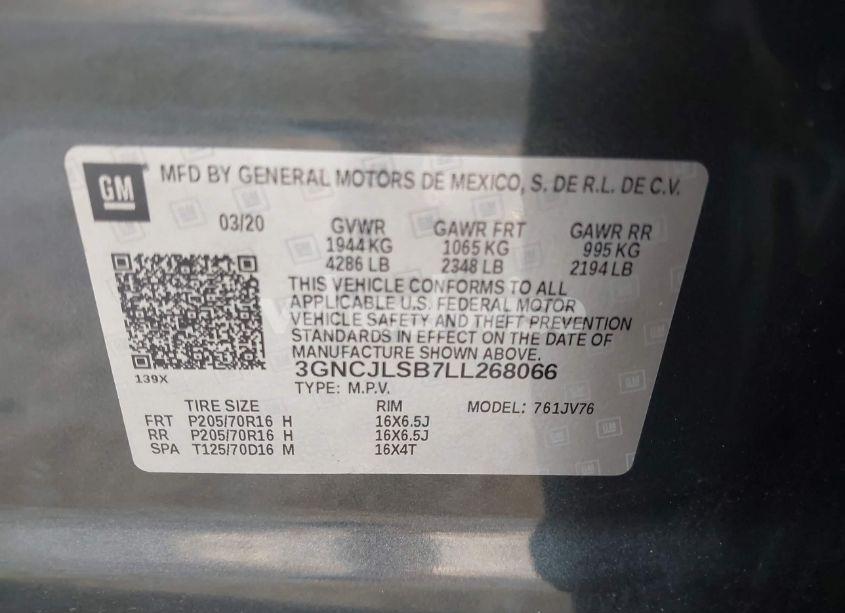 GM
MFD BY GENERAL MOTORS DE MEXICO, S. DE R.L. DE C.V.
03/20 GVWR GAWR FRT GAWR RR
1944 KG 1065 KG 995 KG
4286 LB 2348 LB 2194 LB
THIS VEHICLE CONFORMS TO ALL
APPLICABLE U.S. FEDERAL MOTOR
VEHICLE SAFETY AND THEFT PREVENTION
STANDARDS IN EFFECT ON THE DATE OF
MANUFACTURE SHOWN ABOVE.
3GNCJLSB7LL268066
139X
TYPE: M.P.V.
TIRE SIZE RIM MODEL: 761JV76
FRT P205/70R16 H 16X6.5J
RR P205/70R16 H 16X6.5J
SPA T125/70D16 M 16X4T